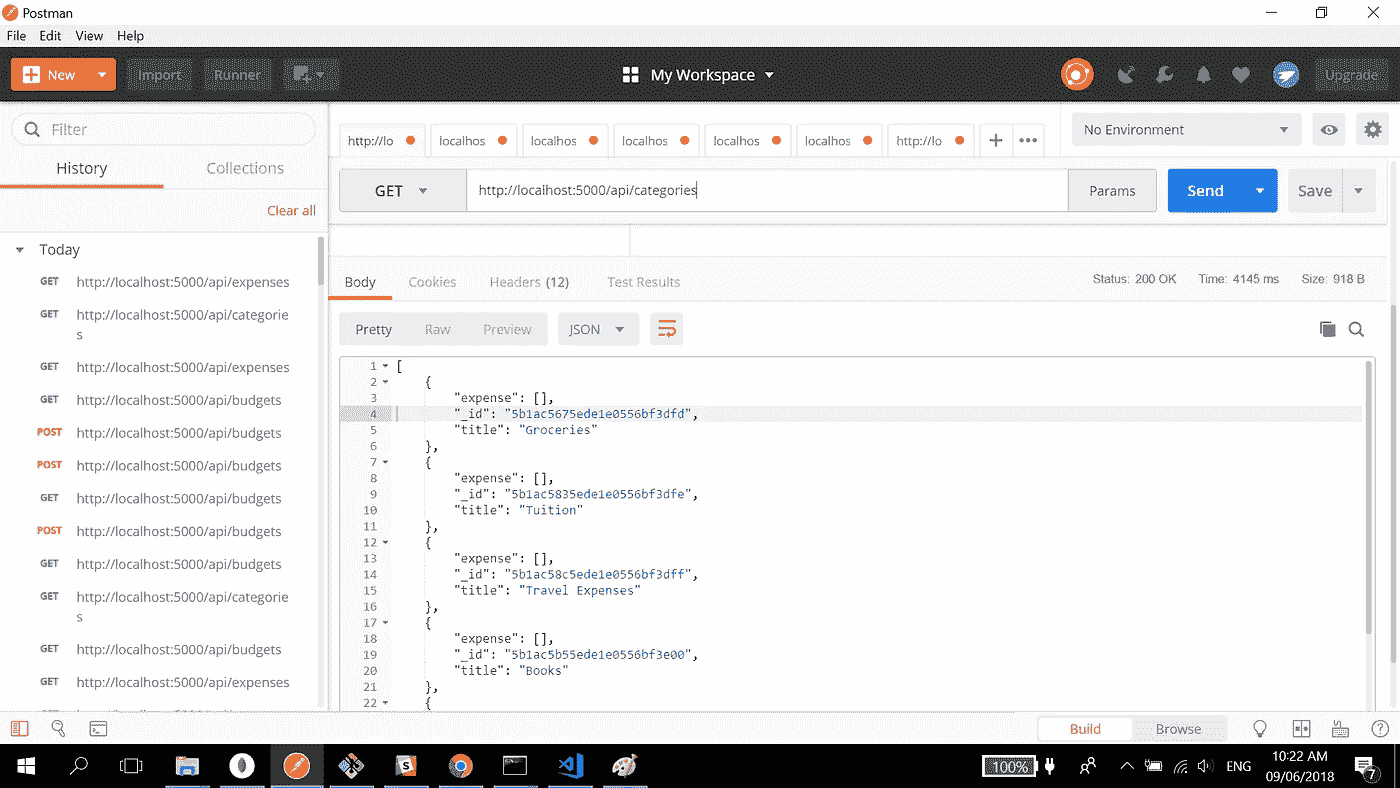 Postman
File Edit View Help
New Import Runner My Workspace Upgrade
Filter
History Collections
Clear all
Today
GET http://localhost:5000/api/expenses
GET http://localhost:5000/api/categorie
s
GET http://localhost:5000/api/expenses
GET http://localhost:5000/api/budgets
POST http://localhost:5000/api/budgets
POST http://localhost:5000/api/budgets
GET http://localhost:5000/api/budgets
POST http://localhost:5000/api/budgets
GET http://localhost:5000/api/budgets
GET http://localhost:5000/api/categorie
s
GET http://localhost:5000/api/budgets
GET http://localhost:5000/api/expenses
http://lo localhos localhos localhos localhos localhos http://lo + ••• No Environment
GET http://localhost:5000/api/categories Params Send Save
Body Cookies Headers (12) Test Results Status: 200 OK Time: 4145 ms Size: 918 B
Pretty Raw Preview JSON
1 [
2 {
3 "expense": [],
4 "_id": "5b1ac5675ede1e0556bf3dfd",
5 "title": "Groceries"
6 },
7 {
8 "expense": [],
9 "_id": "5b1ac5835ede1e0556bf3dfe",
10 "title": "Tuition"
11 },
12 {
13 "expense": [],
14 "_id": "5b1ac58c5ede1e0556bf3dff",
15 "title": "Travel Expenses"
16 },
17 {
18 "expense": [],
19 "_id": "5b1ac5b55ede1e0556bf3e00",
20 "title": "Books"
21 },
22 {
Build Browse
100% ENG 10:22 AM
09/06/2018 7